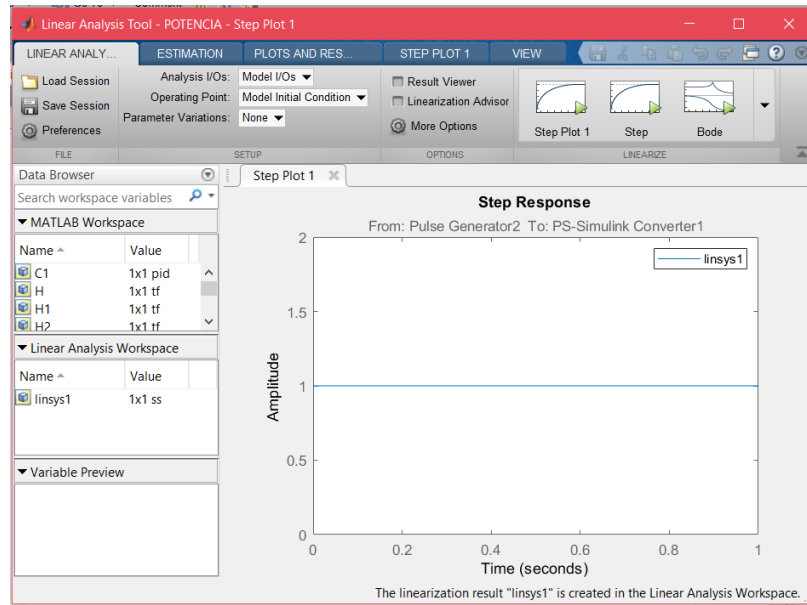 Linear Analysis Tool - POTENCIA - Step Plot 1
LINEAR ANALY... ESTIMATION PLOTS AND RES... STEP PLOT 1 VIEW
Load Session
Save Session
Preferences
FILE
Analysis I/Os: Model I/Os
Operating Point: Model Initial Condition
Parameter Variations: None
SETUP
Result Viewer
Linearization Advisor
More Options
OPTIONS
Step Plot 1 Step Bode
LINEARIZE
Data Browser
Search workspace variables
MATLAB Workspace
Name Value
C1 1x1 pid
H 1x1 tf
H1 1x1 tf
H2 1x1 tf
Linear Analysis Workspace
Name Value
linsys1 1x1 ss
Variable Preview
Step Plot 1
Step Response
From: Pulse Generator2 To: PS-Simulink Converter1
linsys1
2
1.5
1
0.5
0
Amplitude
0 0.2 0.4 0.6 0.8 1
Time (seconds)
The linearization result "linsys1" is created in the Linear Analysis Workspace.